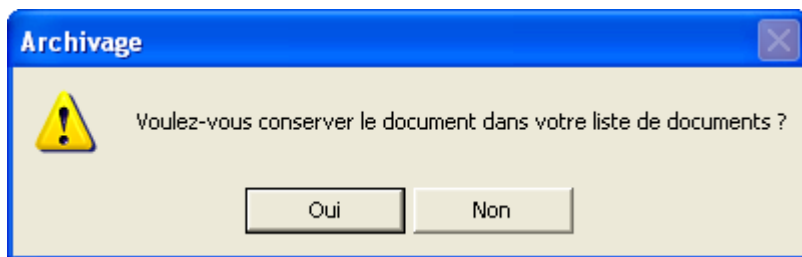 Archivage
Voulez-vous conserver le document dans votre liste de documents ?
Oui
Non